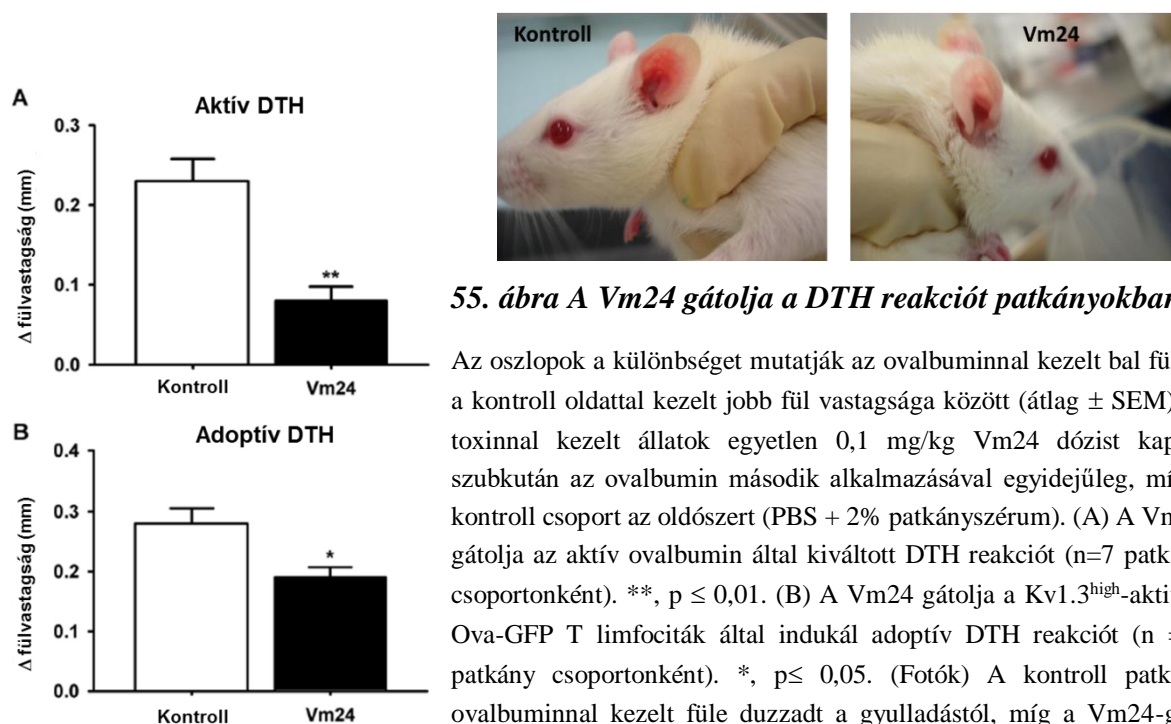 A
Aktív DTH
Δ fülvastagság (mm)
0.3
0.2
0.1
0.0
**
Kontroll
Vm24
B
Adoptív DTH
Δ fülvastagság (mm)
0.4
0.3
0.2
0.1
0.0
*
Kontroll
Vm24
Kontroll
Vm24
55. ábra A Vm24 gátolja a DTH reakciót patkányokban
Az oszlopok a különbséget mutatják az ovalbuminnal kezelt bal fül
a kontroll oldattal kezelt jobb fül vastagsága között (átlag ± SEM)
toxinnal kezelt állatok egyetlen 0,1 mg/kg Vm24 dózist kap
szubkután az ovalbumin második alkalmazásával egyidejűleg, mí
kontroll csoport az oldószert (PBS + 2% patkányszérum). (A) A Vm
gátolja az aktív ovalbumin által kiváltott DTH reakciót (n=7 patk
csoportonként). **, p ≤ 0,01. (B) A Vm24 gátolja a Kv1.3high-akti
Ova-GFP T limfociták által indukál adoptív DTH reakciót (n =
patkány csoportonként). *, p≤ 0,05. (Fotók) A kontroll patk
ovalbuminnal kezelt füle duzzadt a gyulladástól, míg a Vm24-g